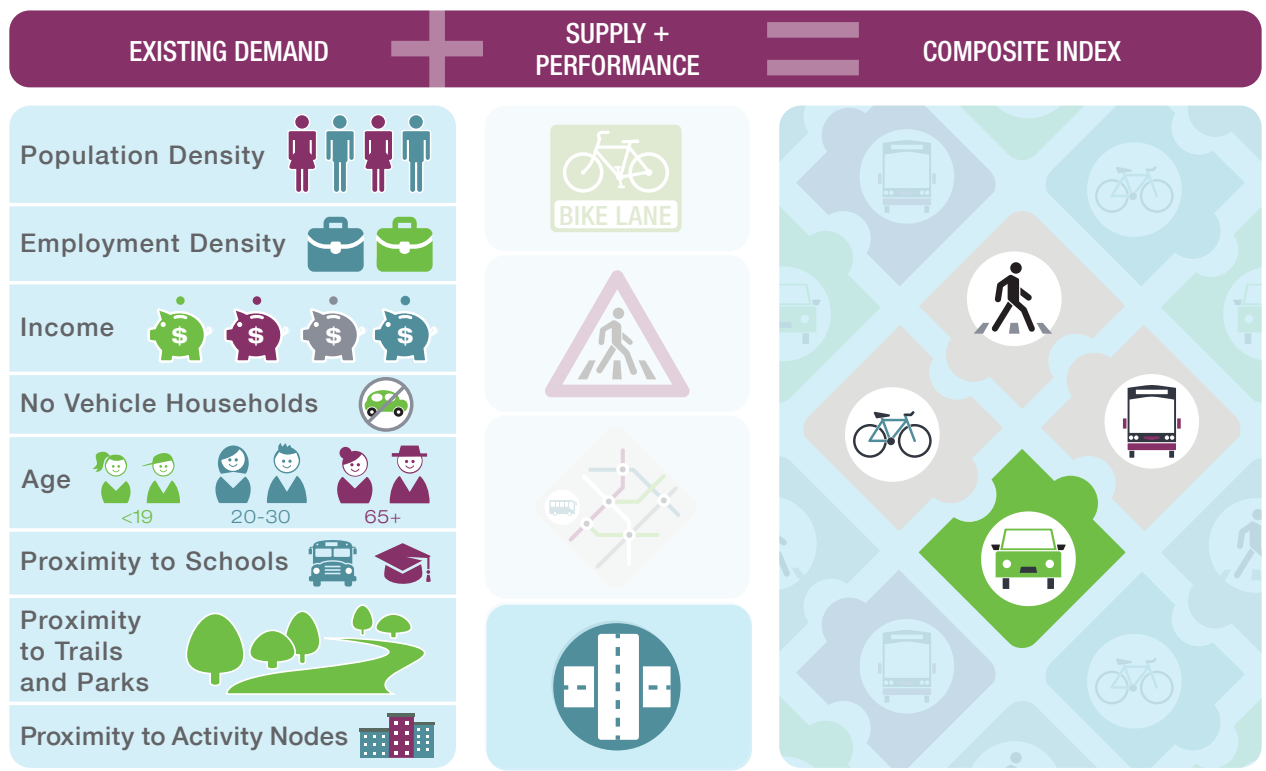 EXISTING DEMAND
SUPPLY +
PERFORMANCE
COMPOSITE INDEX
Population Density
Employment Density
Income
$ $ $ $
No Vehicle Households
Age
<19
20-30
65+
Proximity to Schools
Proximity
to Trails
and Parks
Proximity to Activity Nodes
BIKE LANE